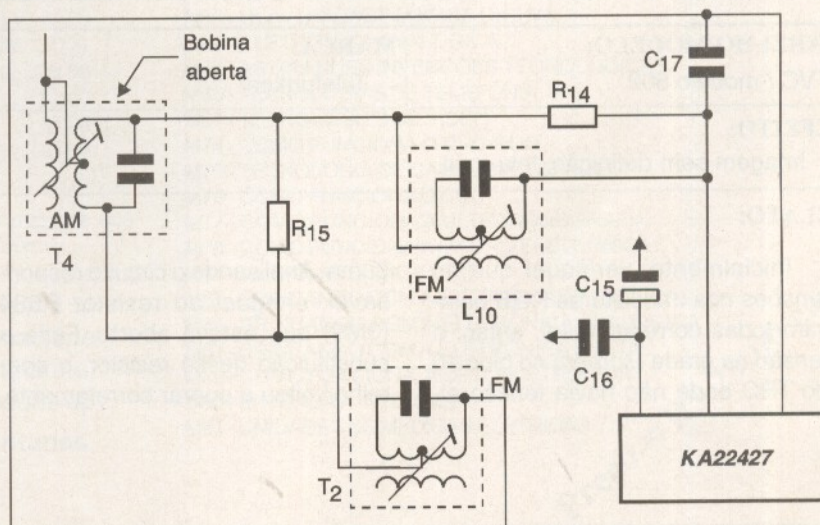 Bobina
aberta
C17
R14
AM
T4
R15
FM
L10
C15
C16
FM
T2
KA22427